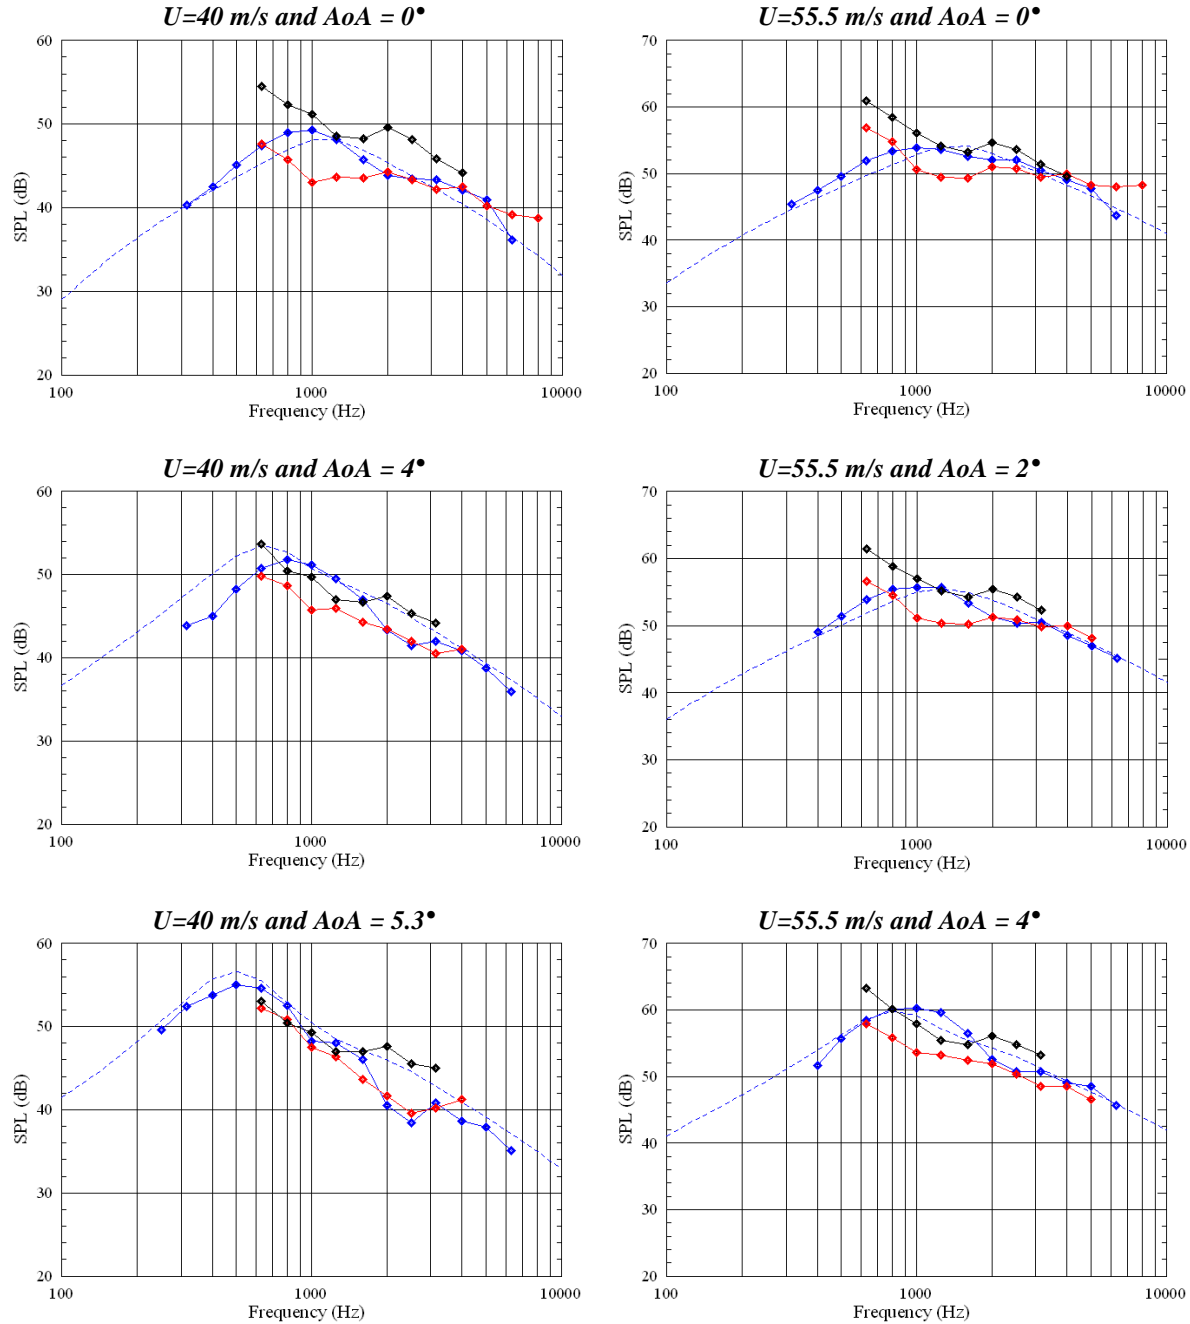 U=40 m/s and AoA = 0•
60
50
40
30
20
SPL (dB)
100
1000
10000
Frequency (Hz)
U=55.5 m/s and AoA = 0•
70
60
50
40
30
20
SPL (dB)
100
1000
10000
Frequency (Hz)
U=40 m/s and AoA = 4•
60
50
40
30
20
SPL (dB)
100
1000
10000
Frequency (Hz)
U=55.5 m/s and AoA = 2•
70
60
50
40
30
20
SPL (dB)
100
1000
10000
Frequency (Hz)
U=40 m/s and AoA = 5.3•
60
50
40
30
20
SPL (dB)
100
1000
10000
Frequency (Hz)
U=55.5 m/s and AoA = 4•
70
60
50
40
30
20
SPL (dB)
100
1000
10000
Frequency (Hz)